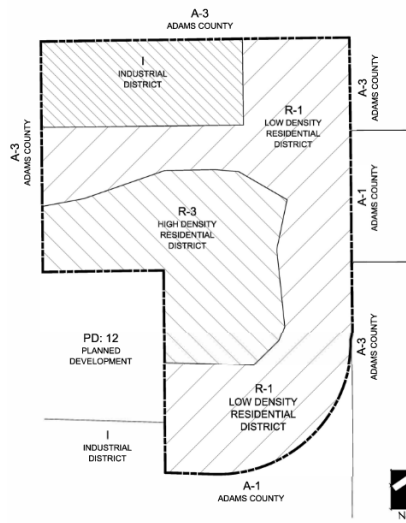 A-3
ADAMS COUNTY
I
INDUSTRIAL
DISTRICT
R-1
LOW DENSITY
RESIDENTIAL
DISTRICT
A-3
ADAMS COUNTY
A-3
ADAMS COUNTY
A-1
ADAMS COUNTY
R-3
HIGH DENSITY
RESIDENTIAL
DISTRICT
PD: 12
PLANNED
DEVELOPMENT
A-3
ADAMS COUNTY
R-1
LOW DENSITY
RESIDENTIAL
DISTRICT
I
INDUSTRIAL
DISTRICT
A-1
ADAMS COUNTY
N